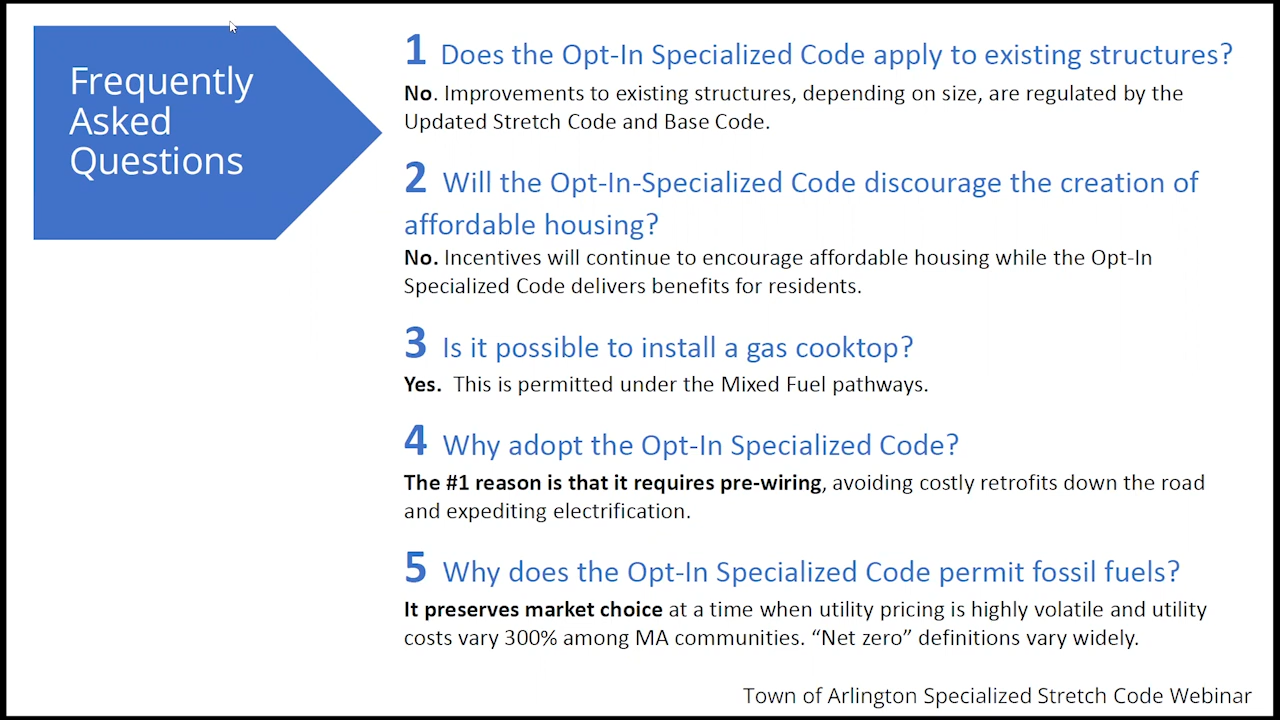 Frequently
Asked
Questions
1 Does the Opt-In Specialized Code apply to existing structures?
No. Improvements to existing structures, depending on size, are regulated by the
Updated Stretch Code and Base Code.
2 Will the Opt-In-Specialized Code discourage the creation of
affordable housing?
No. Incentives will continue to encourage affordable housing while the Opt-In
Specialized Code delivers benefits for residents.
3 Is it possible to install a gas cooktop?
Yes. This is permitted under the Mixed Fuel pathways.
4 Why adopt the Opt-In Specialized Code?
The #1 reason is that it requires pre-wiring, avoiding costly retrofits down the road
and expediting electrification.
5 Why does the Opt-In Specialized Code permit fossil fuels?
It preserves market choice at a time when utility pricing is highly volatile and utility
costs vary 300% among MA communities. “Net zero” definitions vary widely.
Town of Arlington Specialized Stretch Code Webinar